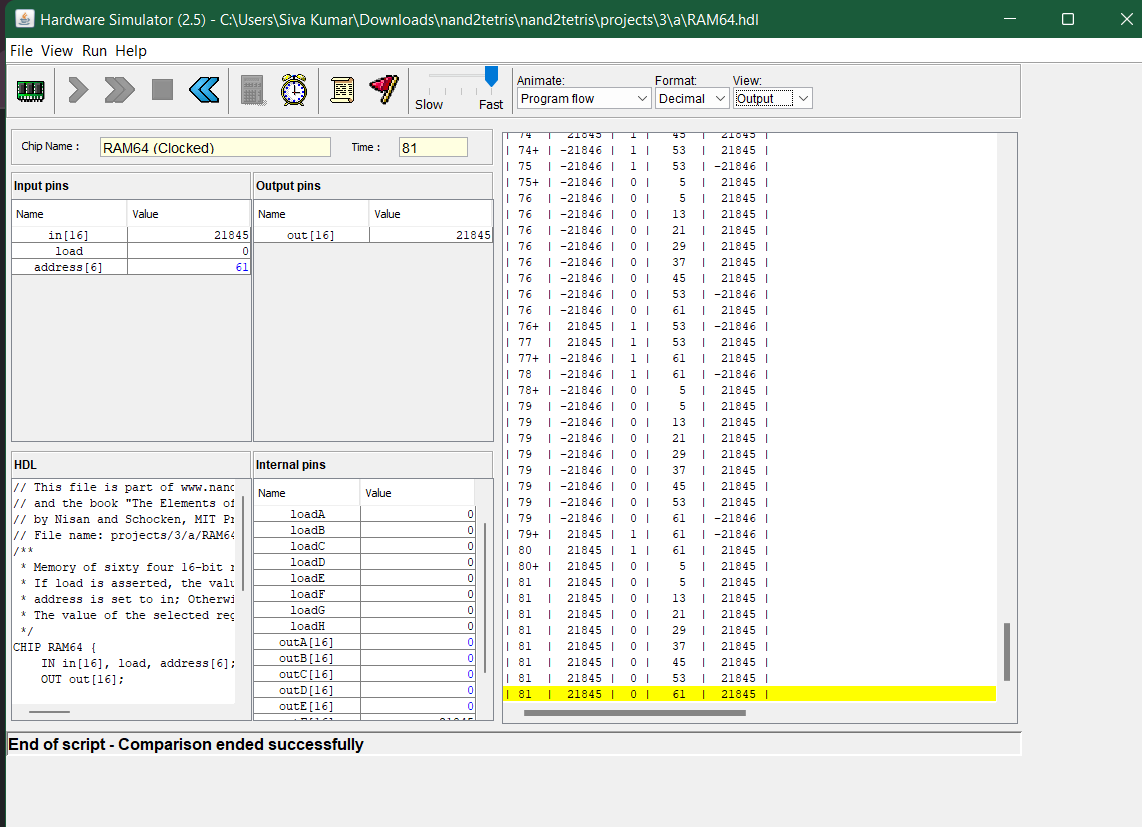 Hardware Simulator (2.5) - C:\Users\Siva Kumar\Downloads\nand2tetris\nand2tetris\projects\3\a\RAM64.hdl
File View Run Help
Slow Fast
Animate: Format: View:
Program flow Decimal Output
Chip Name : RAM64 (Clocked) Time : 81
Input pins
Name Value
in[16] 21845
load 0
address[6] 61
Output pins
Name Value
out[16] 21845
HDL
// This file is part of www.nand
// and the book "The Elements of
// by Nisan and Schocken, MIT Pr
// File name: projects/3/a/RAM64
/**
* Memory of sixty four 16-bit r
* If load is asserted, the valu
* address is set to in; Otherwi
* The value of the selected reg
*/
CHIP RAM64 {
IN in[16], load, address[6];
OUT out[16];
Internal pins
Name Value
loadA 0
loadB 0
loadC 0
loadD 0
loadE 0
loadF 0
loadG 0
loadH 0
outA[16] 0
outB[16] 0
outC[16] 0
outD[16] 0
outE[16] 0
| 74 | 21845 | 1 | 45 | 21845 |
| 74+ | -21846 | 1 | 53 | 21845 |
| 75 | -21846 | 1 | 53 | -21846 |
| 75+ | -21846 | 0 | 5 | 21845 |
| 76 | -21846 | 0 | 5 | 21845 |
| 76 | -21846 | 0 | 13 | 21845 |
| 76 | -21846 | 0 | 21 | 21845 |
| 76 | -21846 | 0 | 29 | 21845 |
| 76 | -21846 | 0 | 37 | 21845 |
| 76 | -21846 | 0 | 45 | 21845 |
| 76 | -21846 | 0 | 53 | -21846 |
| 76 | -21846 | 0 | 61 | 21845 |
| 76+ | 21845 | 1 | 53 | -21846 |
| 77 | 21845 | 1 | 53 | 21845 |
| 77+ | -21846 | 1 | 61 | 21845 |
| 78 | -21846 | 1 | 61 | -21846 |
| 78+ | -21846 | 0 | 5 | 21845 |
| 79 | -21846 | 0 | 5 | 21845 |
| 79 | -21846 | 0 | 13 | 21845 |
| 79 | -21846 | 0 | 21 | 21845 |
| 79 | -21846 | 0 | 29 | 21845 |
| 79 | -21846 | 0 | 37 | 21845 |
| 79 | -21846 | 0 | 45 | 21845 |
| 79 | -21846 | 0 | 53 | 21845 |
| 79 | -21846 | 0 | 61 | -21846 |
| 79+ | 21845 | 1 | 61 | -21846 |
| 80 | 21845 | 1 | 61 | 21845 |
| 80+ | 21845 | 0 | 5 | 21845 |
| 81 | 21845 | 0 | 5 | 21845 |
| 81 | 21845 | 0 | 13 | 21845 |
| 81 | 21845 | 0 | 21 | 21845 |
| 81 | 21845 | 0 | 29 | 21845 |
| 81 | 21845 | 0 | 37 | 21845 |
| 81 | 21845 | 0 | 45 | 21845 |
| 81 | 21845 | 0 | 53 | 21845 |
| 81 | 21845 | 0 | 61 | 21845 |
End of script - Comparison ended successfully